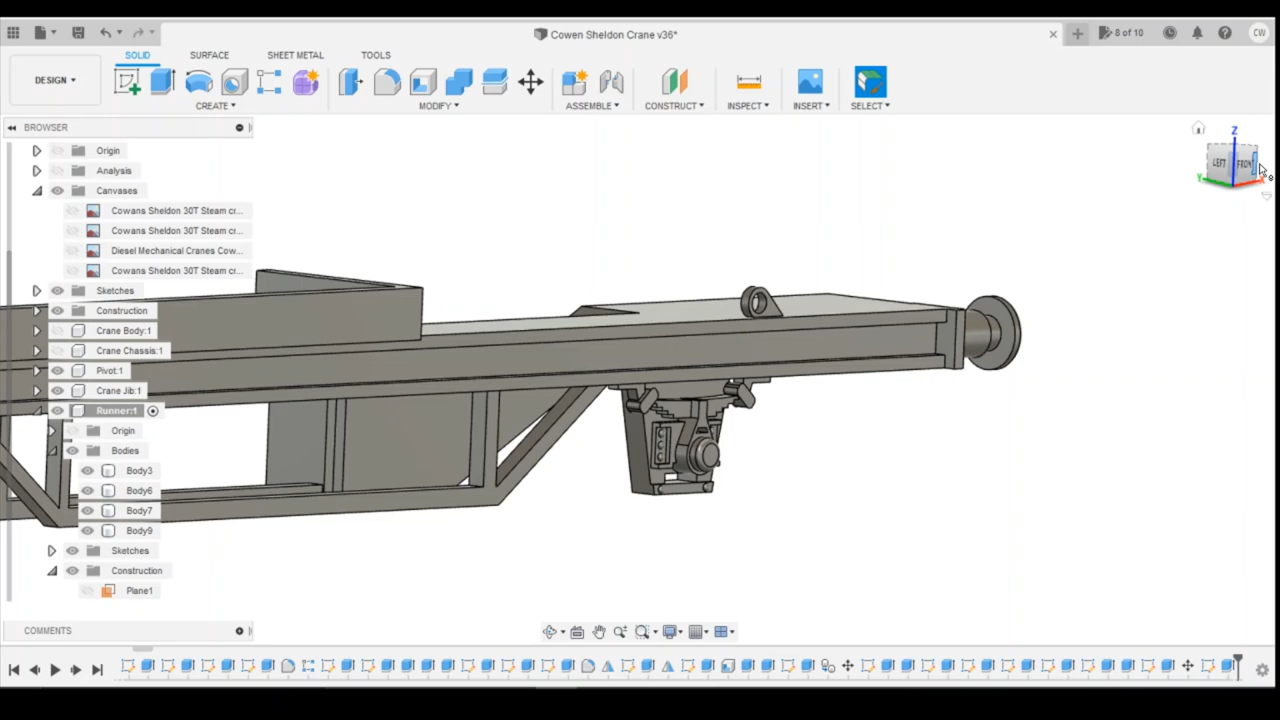 Cowen Sheldon Crane v36*
8 of 10
CW
DESIGN
SOLID
SURFACE
SHEET METAL
TOOLS
CREATE
MODIFY
ASSEMBLE
CONSTRUCT
INSPECT
INSERT
SELECT
BROWSER
Origin
Analysis
Canvases
Cowans Sheldon 30T Steam cr...
Cowans Sheldon 30T Steam cr...
Diesel Mechanical Cranes Cow...
Cowans Sheldon 30T Steam cr...
Sketches
Construction
Crane Body:1
Crane Chassis:1
Pivot:1
Crane Jib:1
Runner:1
Origin
Bodies
Body3
Body6
Body7
Body9
Sketches
Construction
Plane1
COMMENTS
Z
LEFT
FRONT
Y
X